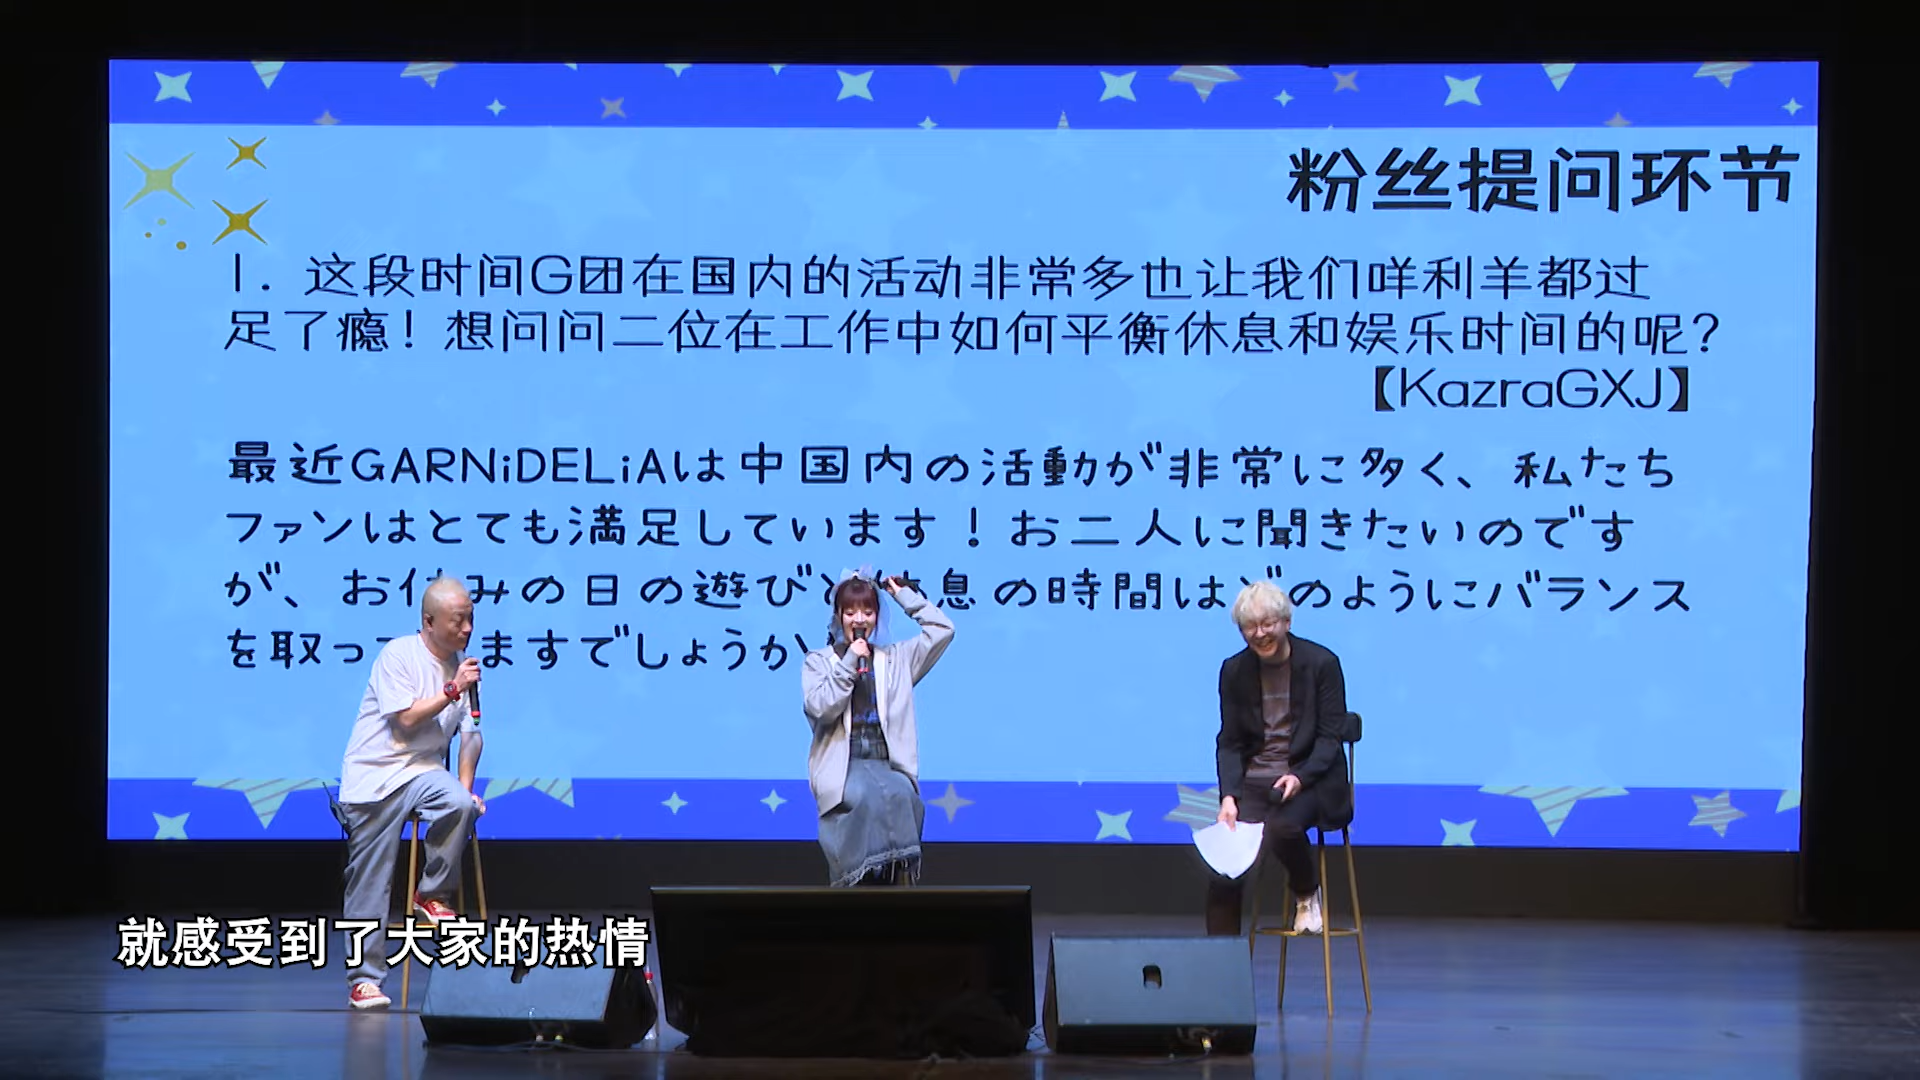 粉丝提问环节
1. 这段时间G团在国内的活动非常多也让我们咩利羊都过
足了瘾！想问问二位在工作中如何平衡休息和娱乐时间的呢？
【KazraGXJ】
最近GARNiDELiAは中国内の活動が非常に多く、私たち
ファンはとても満足しています！お二人に聞きたいのです
が、お休みの日の遊び 息の時間はどのようにバランス
を取っ ますでしょうか
就感受到了大家的热情